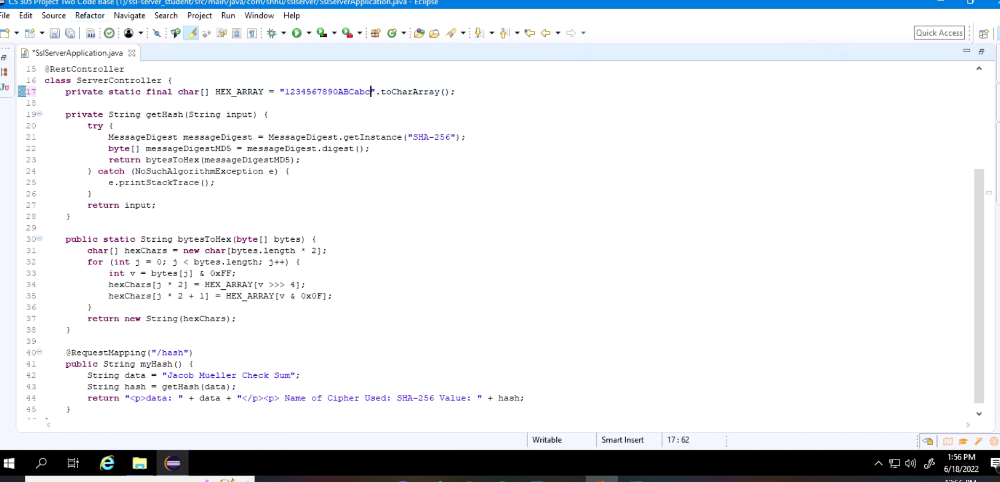 CS 305 Project Two Code Base (1)/ssl-server_student/src/main/java/com/snhu/sslserver/SslServerApplication.java - Eclipse
File Edit Source Refactor Navigate Search Project Run Window Help
Quick Access
*SslServerApplication.java
15 @RestController
16 class ServerController {
17     private static final char[] HEX_ARRAY = "1234567890ABCabc".toCharArray();
18
19     private String getHash(String input) {
20         try {
21             MessageDigest messageDigest = MessageDigest.getInstance("SHA-256");
22             byte[] messageDigestMD5 = messageDigest.digest();
23             return bytesToHex(messageDigestMD5);
24         } catch (NoSuchAlgorithmException e) {
25             e.printStackTrace();
26         }
27         return input;
28     }
29
30     public static String bytesToHex(byte[] bytes) {
31         char[] hexChars = new char[bytes.length * 2];
32         for (int j = 0; j < bytes.length; j++) {
33             int v = bytes[j] & 0xFF;
34             hexChars[j * 2] = HEX_ARRAY[v >>> 4];
35             hexChars[j * 2 + 1] = HEX_ARRAY[v & 0x0F];
36         }
37         return new String(hexChars);
38     }
39
40     @RequestMapping("/hash")
41     public String myHash() {
42         String data = "Jacob Mueller Check Sum";
43         String hash = getHash(data);
44         return "<p>data: " + data + "</p><p> Name of Cipher Used: SHA-256 Value: " + hash;
45     }
Writable Smart Insert 17 : 62
1:56 PM
6/18/2022